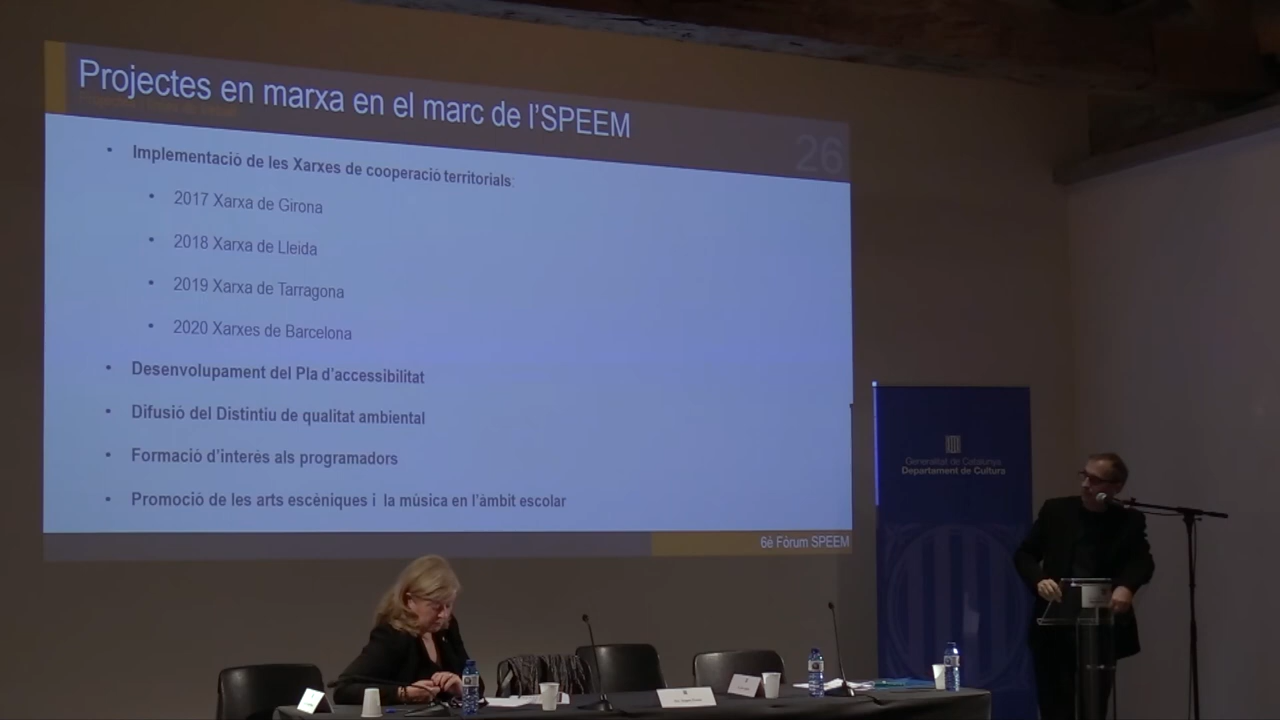 Projectes en marxa en el marc de l'SPEEM
26
• Implementació de les Xarxes de cooperació territorials:
• 2017 Xarxa de Girona
• 2018 Xarxa de Lleida
• 2019 Xarxa de Tarragona
• 2020 Xarxes de Barcelona
• Desenvolupament del Pla d'accessibilitat
• Difusió del Distintiu de qualitat ambiental
• Formació d'interès als programadors
• Promoció de les arts escèniques i la música en l'àmbit escolar
6è Fòrum SPEEM
Generalitat de Catalunya
Departament de Cultura